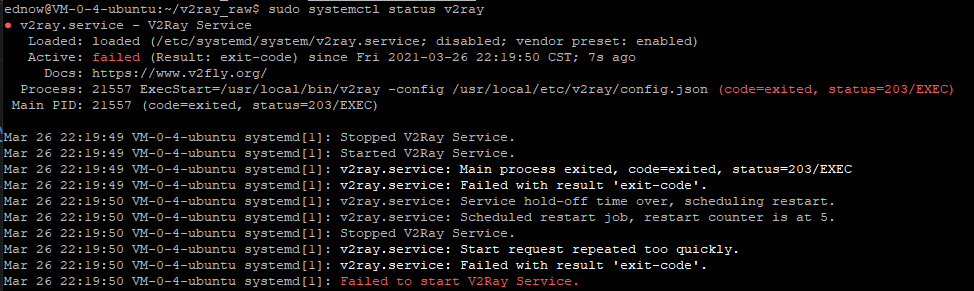 ednow@VM-0-4-ubuntu:~/v2ray_raw$ sudo systemctl status v2ray
● v2ray.service - V2Ray Service
Loaded: loaded (/etc/systemd/system/v2ray.service; disabled; vendor preset: enabled)
Active: failed (Result: exit-code) since Fri 2021-03-26 22:19:50 CST; 7s ago
Docs: https://www.v2fly.org/
Process: 21557 ExecStart=/usr/local/bin/v2ray -config /usr/local/etc/v2ray/config.json (code=exited, status=203/EXEC)
Main PID: 21557 (code=exited, status=203/EXEC)

Mar 26 22:19:49 VM-0-4-ubuntu systemd[1]: Stopped V2Ray Service.
Mar 26 22:19:49 VM-0-4-ubuntu systemd[1]: Started V2Ray Service.
Mar 26 22:19:49 VM-0-4-ubuntu systemd[1]: v2ray.service: Main process exited, code=exited, status=203/EXEC
Mar 26 22:19:49 VM-0-4-ubuntu systemd[1]: v2ray.service: Failed with result 'exit-code'.
Mar 26 22:19:50 VM-0-4-ubuntu systemd[1]: v2ray.service: Service hold-off time over, scheduling restart.
Mar 26 22:19:50 VM-0-4-ubuntu systemd[1]: v2ray.service: Scheduled restart job, restart counter is at 5.
Mar 26 22:19:50 VM-0-4-ubuntu systemd[1]: Stopped V2Ray Service.
Mar 26 22:19:50 VM-0-4-ubuntu systemd[1]: v2ray.service: Start request repeated too quickly.
Mar 26 22:19:50 VM-0-4-ubuntu systemd[1]: v2ray.service: Failed with result 'exit-code'.
Mar 26 22:19:50 VM-0-4-ubuntu systemd[1]: Failed to start V2Ray Service.